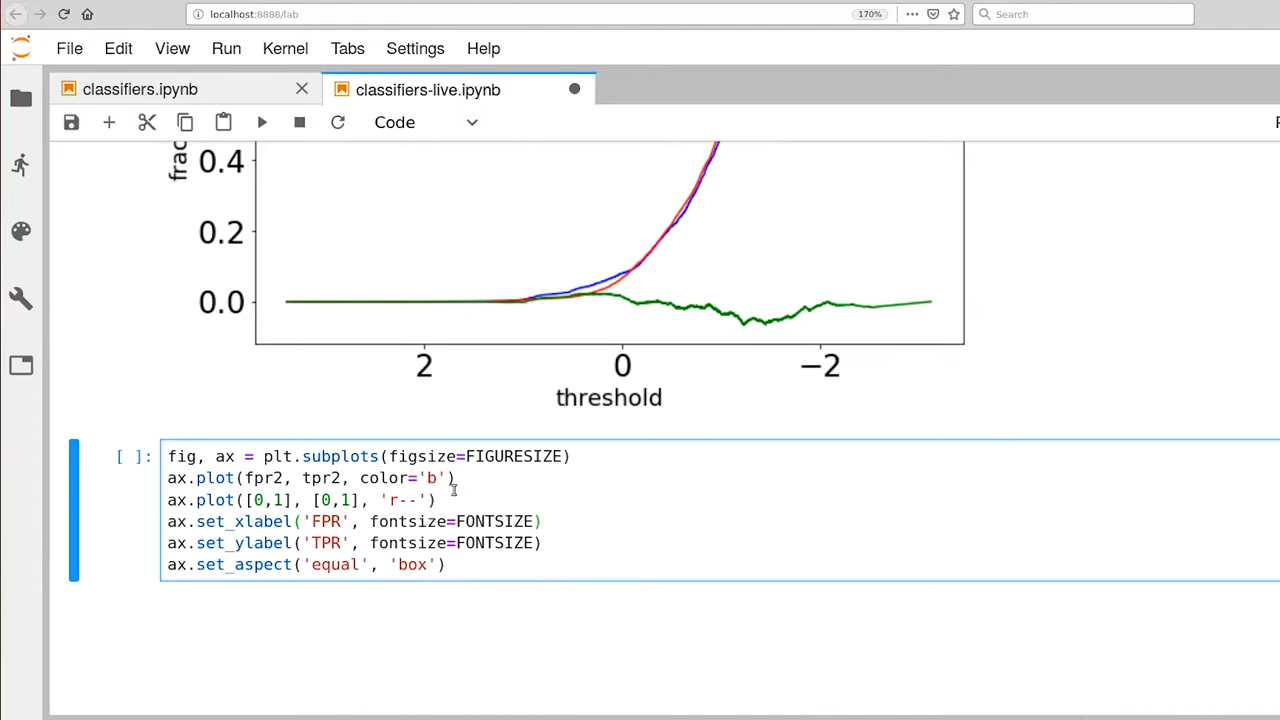 localhost:8888/lab
170%
Search
File Edit View Run Kernel Tabs Settings Help
classifiers.ipynb
classifiers-live.ipynb
Code
frac
0.4
0.2
0.0
2 0 −2
threshold
[ ]:
fig, ax = plt.subplots(figsize=FIGURESIZE)
ax.plot(fpr2, tpr2, color='b')
ax.plot([0,1], [0,1], 'r--')
ax.set_xlabel('FPR', fontsize=FONTSIZE)
ax.set_ylabel('TPR', fontsize=FONTSIZE)
ax.set_aspect('equal', 'box')